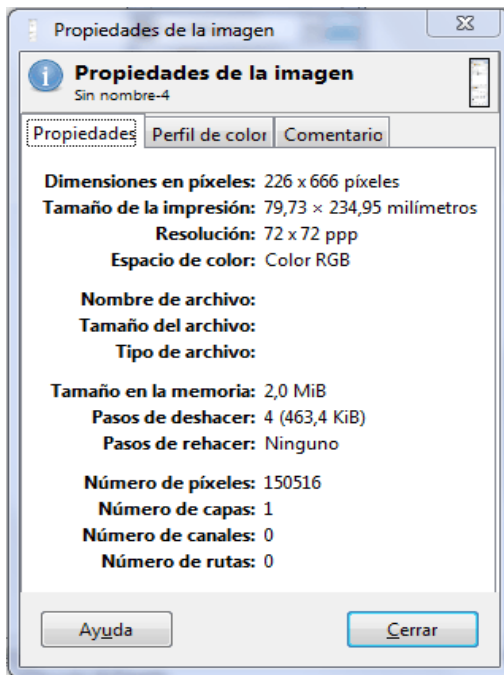 Propiedades de la imagen
Propiedades de la imagen
Sin nombre-4
Propiedades Perfil de color Comentario
Dimensiones en píxeles: 226 x 666 píxeles
Tamaño de la impresión: 79,73 × 234,95 milímetros
Resolución: 72 x 72 ppp
Espacio de color: Color RGB
Nombre de archivo:
Tamaño del archivo:
Tipo de archivo:
Tamaño en la memoria: 2,0 MiB
Pasos de deshacer: 4 (463,4 KiB)
Pasos de rehacer: Ninguno
Número de píxeles: 150516
Número de capas: 1
Número de canales: 0
Número de rutas: 0
Ayuda Cerrar